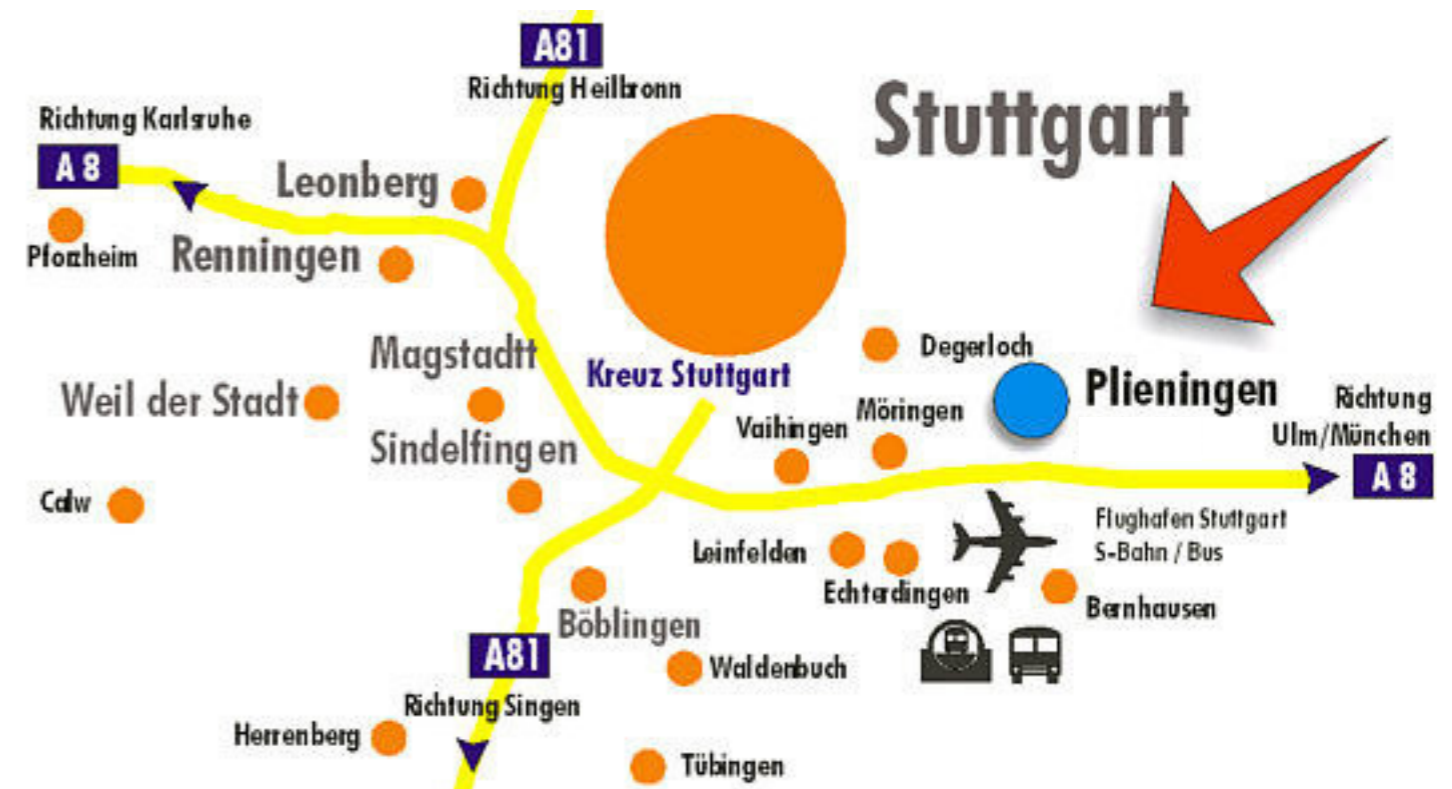 A81
Richtung Heilbronn
Stuttgart
Richtung Karlsruhe
A 8
Leonberg
Pforzheim
Renningen
Magstadtt
Degerloch
Kreuz Stuttgart
Plieningen
Weil der Stadt
Möringen
Richtung
Ulm/München
Vaihingen
Sindelfingen
A 8
Calw
Flughafen Stuttgart
S-Bahn / Bus
Leinfelden
Echterdingen
Bernhausen
Böblingen
A81
Waldenbuch
Richtung Singen
Herrenberg
Tübingen